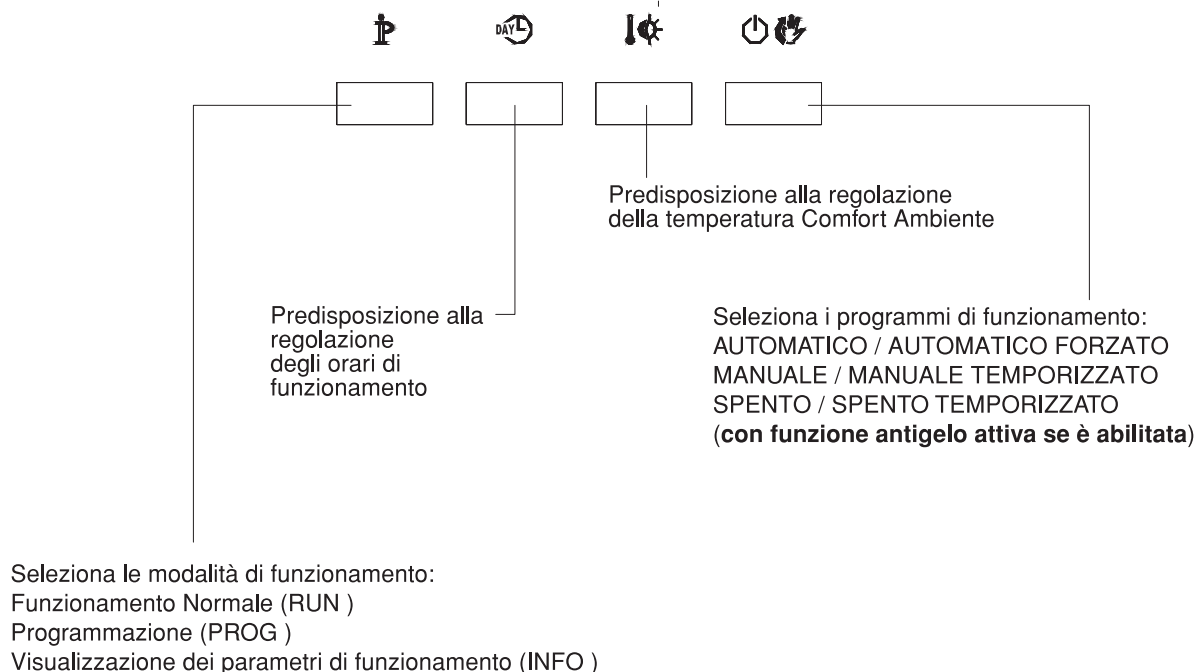 iP
DAY
Predisposizione alla regolazione
della temperatura Comfort Ambiente
Predisposizione alla
regolazione
degli orari di
funzionamento
Seleziona i programmi di funzionamento:
AUTOMATICO / AUTOMATICO FORZATO
MANUALE / MANUALE TEMPORIZZATO
SPENTO / SPENTO TEMPORIZZATO
(con funzione antigelo attiva se è abilitata)
Seleziona le modalità di funzionamento:
Funzionamento Normale (RUN )
Programmazione (PROG )
Visualizzazione dei parametri di funzionamento (INFO )